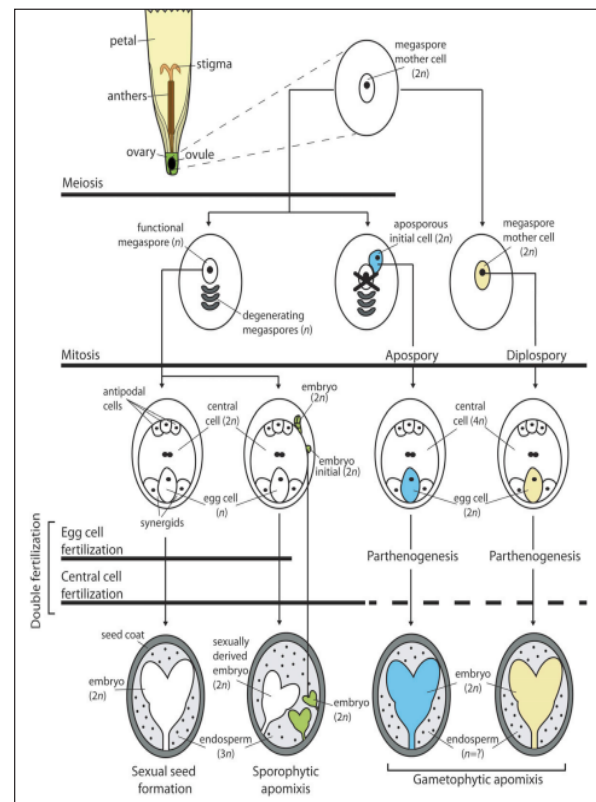 petal
stigma
anthers
ovary
ovule
megaspore
mother cell
(2n)
Meiosis
functional
megaspore (n)
degenerating
megaspores (n)
aposporous
initial cell (2n)
megaspore
mother cell
(2n)
Mitosis
Apospory
Diplospory
antipodal
cells
central
cell (2n)
embryo
(2n)
embryo
initial (2n)
egg cell
(n)
synergids
central
cell (4n)
egg cell
(2n)
Double fertilization
Egg cell
fertilization
Central cell
fertilization
Parthenogenesis
Parthenogenesis
seed coat
embryo
(2n)
sexually
derived
embryo
(2n)
embryo
(2n)
endosperm
(3n)
embryo
(2n)
endosperm
(n=?)
Sexual seed
formation
Sporophytic
apomixis
Gametophytic apomixis